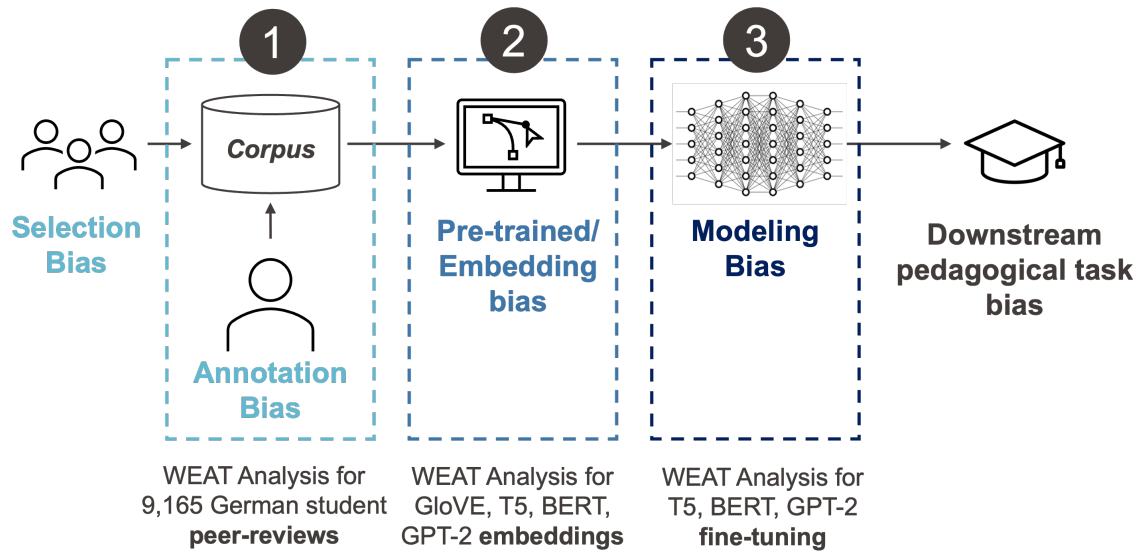 1
2
3
Corpus
Selection
Bias
Annotation
Bias
Pre-trained/
Embedding
bias
Modeling
Bias
Downstream
pedagogical task
bias
WEAT Analysis for
9,165 German student
peer-reviews
WEAT Analysis for
GloVE, T5, BERT,
GPT-2 embeddings
WEAT Analysis for
T5, BERT, GPT-2
fine-tuning